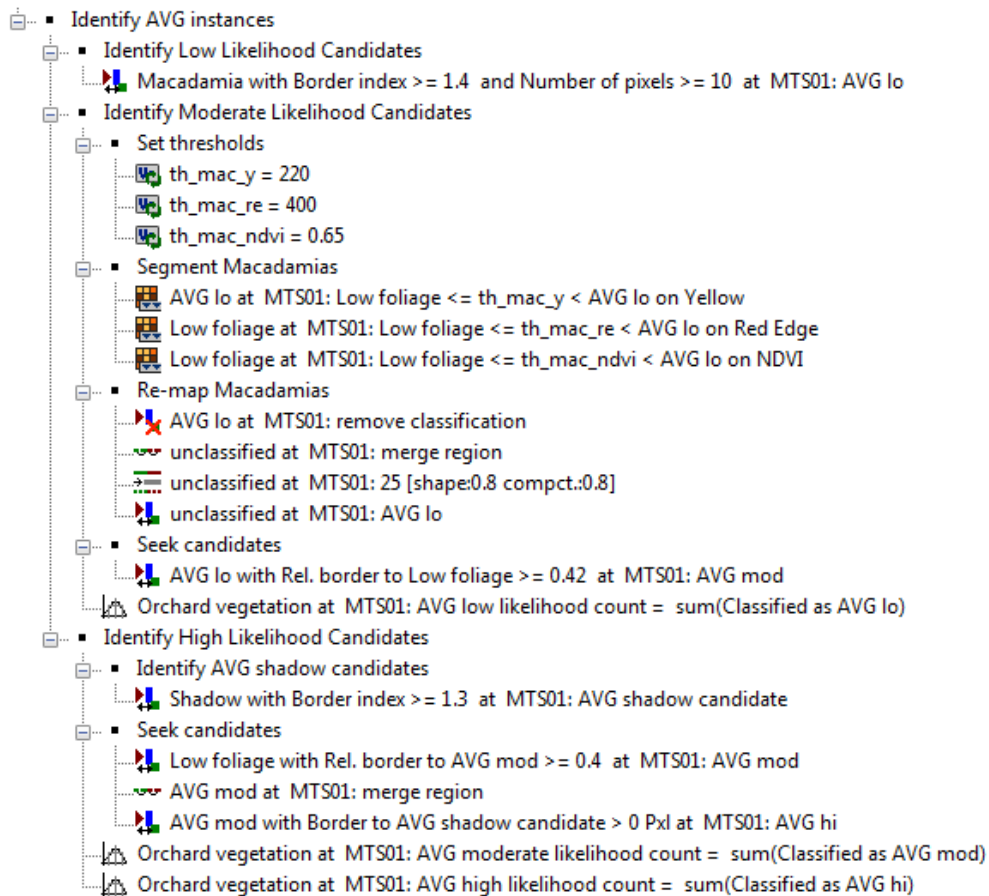 Identify AVG instances
Identify Low Likelihood Candidates
Macadamia with Border index >= 1.4 and Number of pixels >= 10 at MTS01: AVG lo
Identify Moderate Likelihood Candidates
Set thresholds
th_mac_y = 220
th_mac_re = 400
th_mac_ndvi = 0.65
Segment Macadamias
AVG lo at MTS01: Low foliage <= th_mac_y < AVG lo on Yellow
Low foliage at MTS01: Low foliage <= th_mac_re < AVG lo on Red Edge
Low foliage at MTS01: Low foliage <= th_mac_ndvi < AVG lo on NDVI
Re-map Macadamias
AVG lo at MTS01: remove classification
unclassified at MTS01: merge region
unclassified at MTS01: 25 [shape:0.8 compct.:0.8]
unclassified at MTS01: AVG lo
Seek candidates
AVG lo with Rel. border to Low foliage >= 0.42 at MTS01: AVG mod
Orchard vegetation at MTS01: AVG low likelihood count = sum(Classified as AVG lo)
Identify High Likelihood Candidates
Identify AVG shadow candidates
Shadow with Border index >= 1.3 at MTS01: AVG shadow candidate
Seek candidates
Low foliage with Rel. border to AVG mod >= 0.4 at MTS01: AVG mod
AVG mod at MTS01: merge region
AVG mod with Border to AVG shadow candidate > 0 Pxl at MTS01: AVG hi
Orchard vegetation at MTS01: AVG moderate likelihood count = sum(Classified as AVG mod)
Orchard vegetation at MTS01: AVG high likelihood count = sum(Classified as AVG hi)